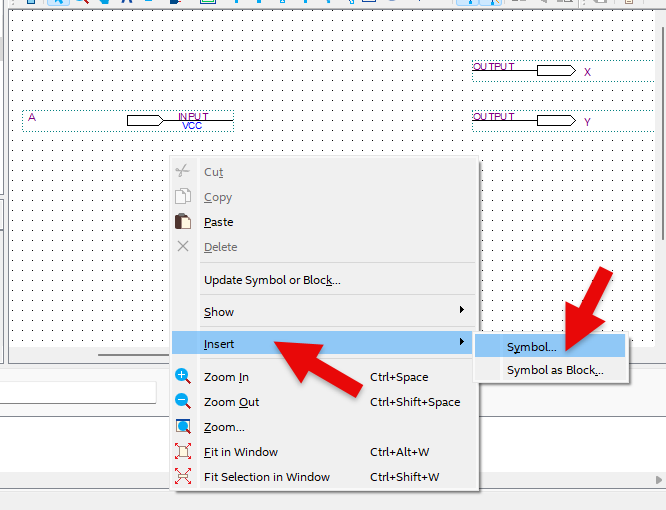 OUTPUT
X
A
INPUT
VCC
OUTPUT
Y
Cut
Copy
Paste
Delete
Update Symbol or Block...
Show
Insert
Symbol...
Symbol as Block...
Zoom In Ctrl+Space
Zoom Out Ctrl+Shift+Space
Zoom...
Fit in Window Ctrl+Alt+W
Fit Selection in Window Ctrl+Shift+W